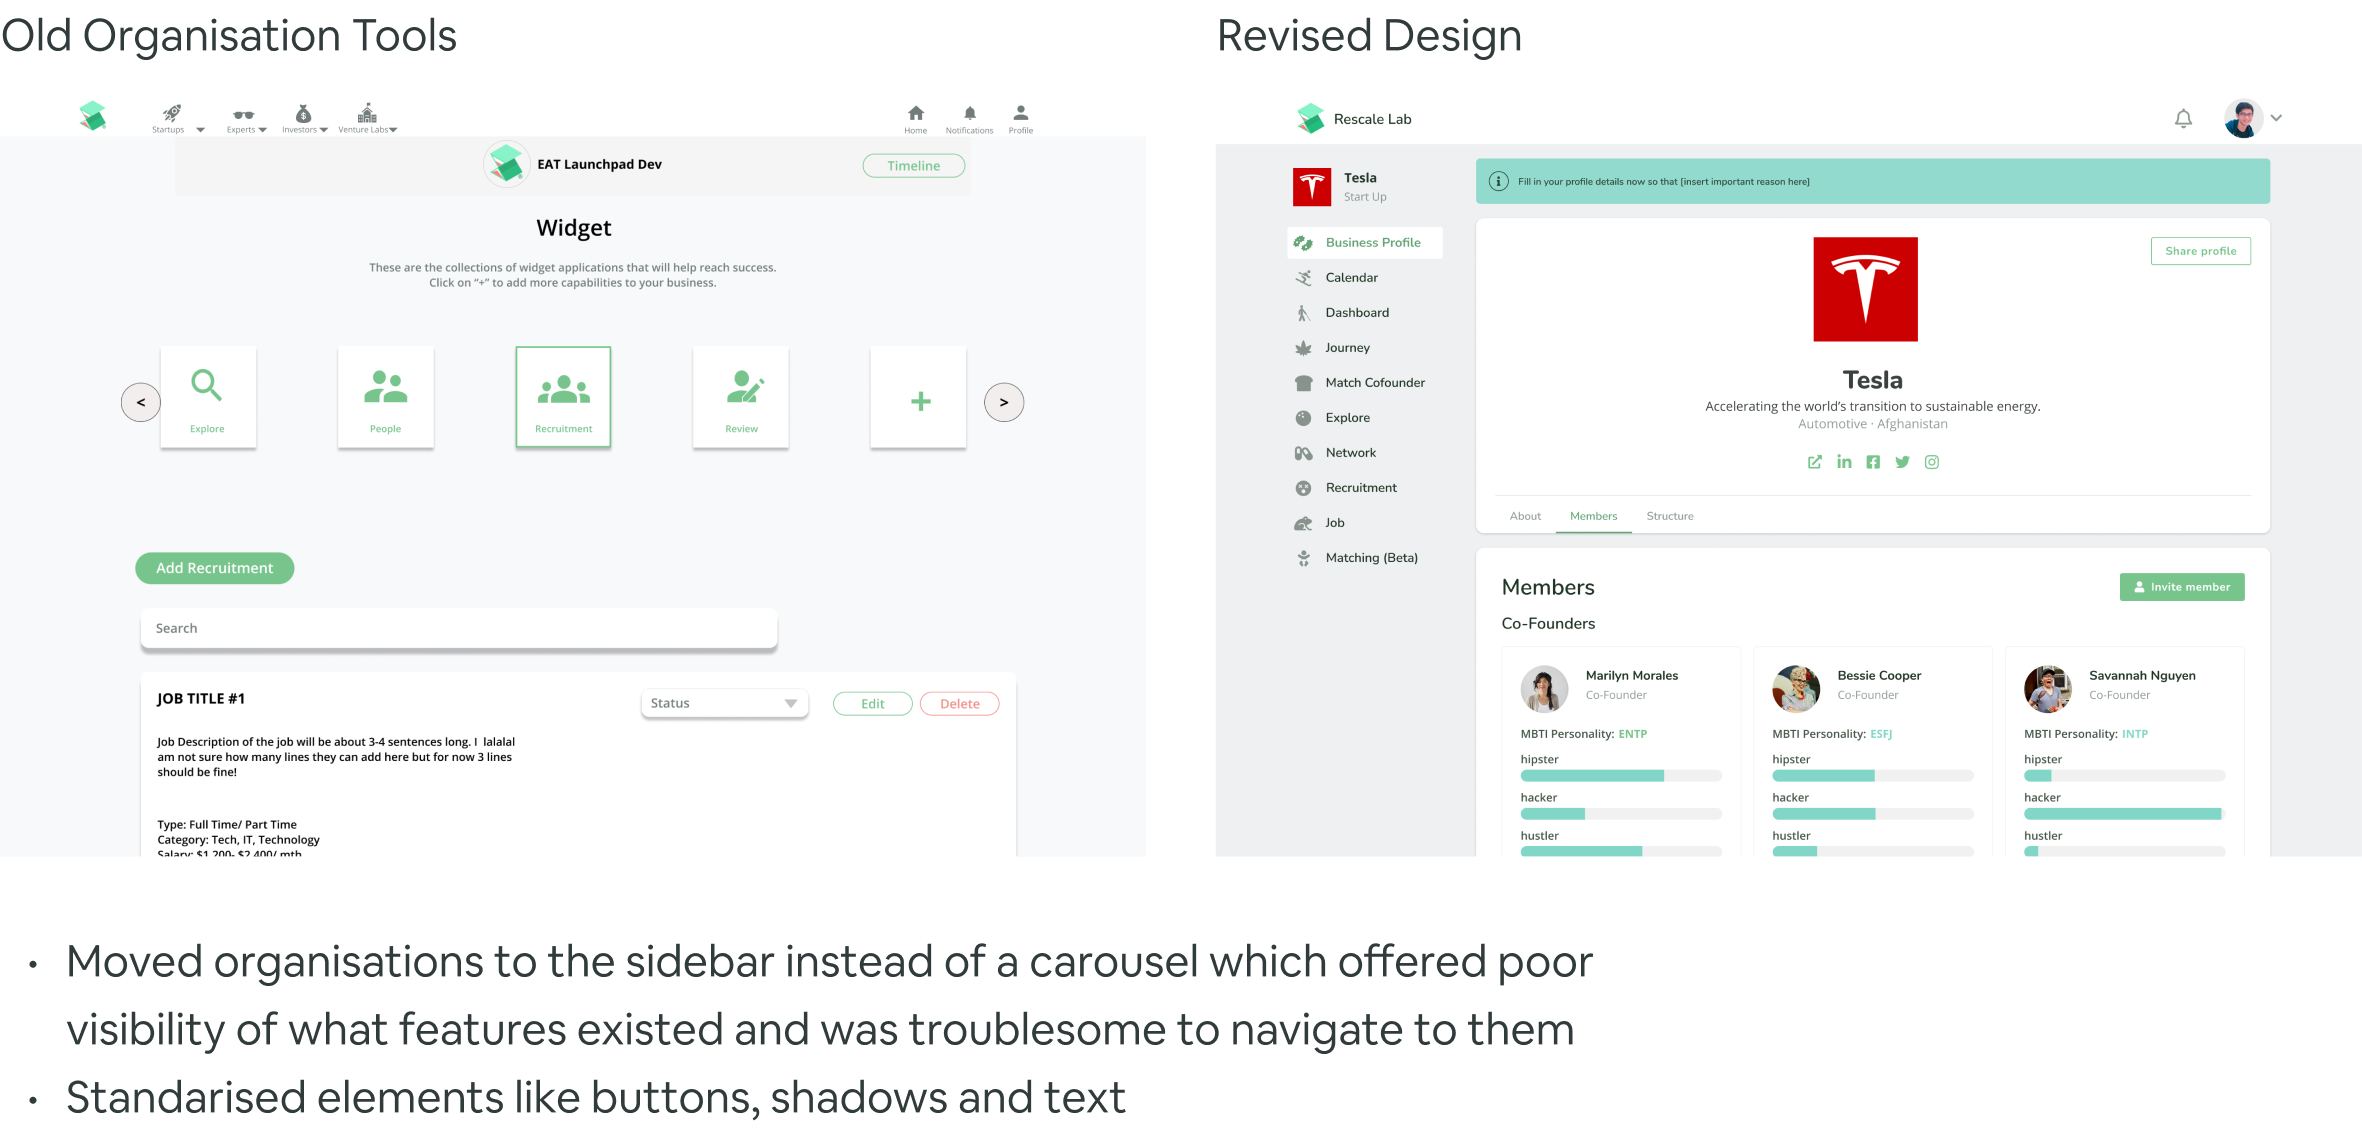 Old Organisation Tools
Startups
Experts
Investors
Venture Labs
Home
Notifications
Profile
EAT Launchpad Dev
Timeline
Widget
These are the collections of widget applications that will help reach success.
Click on "+" to add more capabilities to your business.
<
Explore
People
Recruitment
Review
+
>
Add Recruitment
Search
JOB TITLE #1
Status
Edit
Delete
Job Description of the job will be about 3-4 sentences long. I lalalal
am not sure how many lines they can add here but for now 3 lines
should be fine!
Type: Full Time/ Part Time
Category: Tech, IT, Technology
Salary: $1,200- $2,400/ mth
Revised Design
Rescale Lab
Tesla
Start Up
Business Profile
Calendar
Dashboard
Journey
Match Cofounder
Explore
Network
Recruitment
Job
Matching (Beta)
Fill in your profile details now so that [insert important reason here]
Share profile
Tesla
Accelerating the world's transition to sustainable energy.
Automotive · Afghanistan
About
Members
Structure
Members
Invite member
Co-Founders
Marilyn Morales
Co-Founder
MBTI Personality: ENTP
hipster
hacker
hustler
Bessie Cooper
Co-Founder
MBTI Personality: ESFJ
hipster
hacker
hustler
Savannah Nguyen
Co-Founder
MBTI Personality: INTP
hipster
hacker
hustler
• Moved organisations to the sidebar instead of a carousel which offered poor
visibility of what features existed and was troublesome to navigate to them
• Standarised elements like buttons, shadows and text